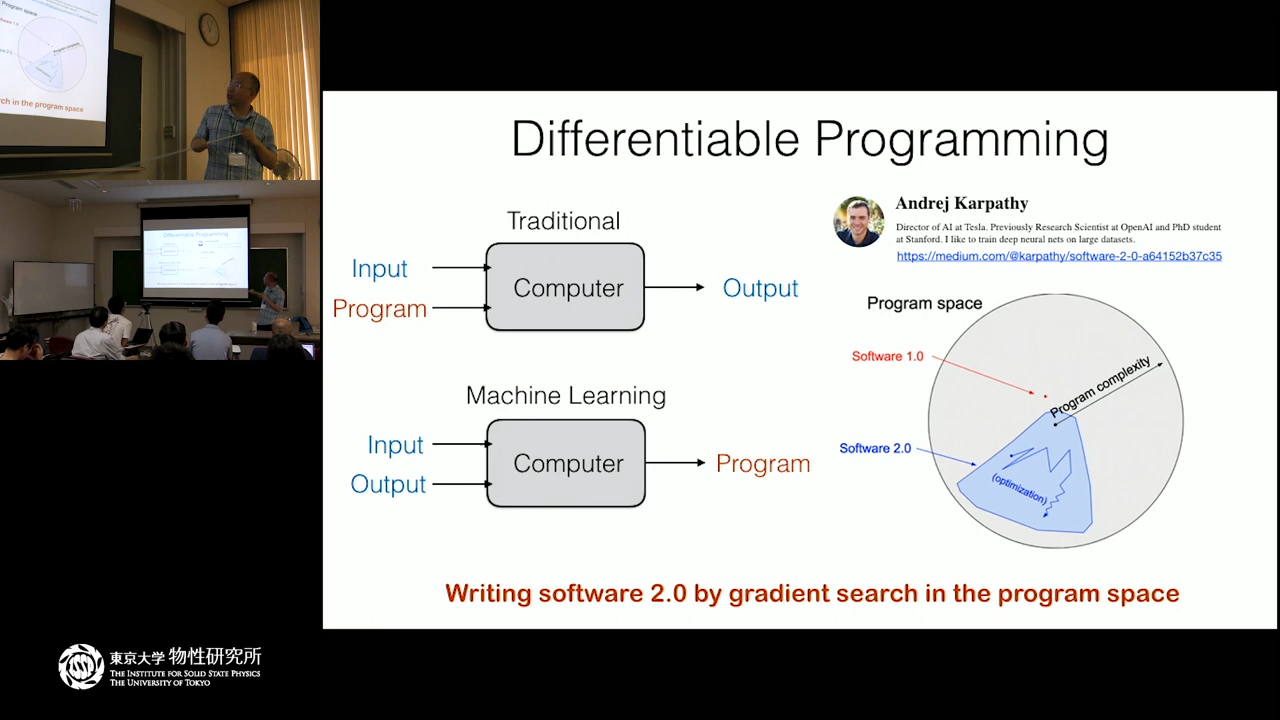 Differentiable Programming
Traditional
Input
Program
Computer
Output
Machine Learning
Input
Output
Computer
Program
Andrej Karpathy
Director of AI at Tesla. Previously Research Scientist at OpenAI and PhD student
at Stanford. I like to train deep neural nets on large datasets.
https://medium.com/@karpathy/software-2-0-a64152b37c35
Program space
Software 1.0
Program complexity
Software 2.0
(optimization)
Writing software 2.0 by gradient search in the program space
東京大学 物性研究所
THE INSTITUTE FOR SOLID STATE PHYSICS
THE UNIVERSITY OF TOKYO